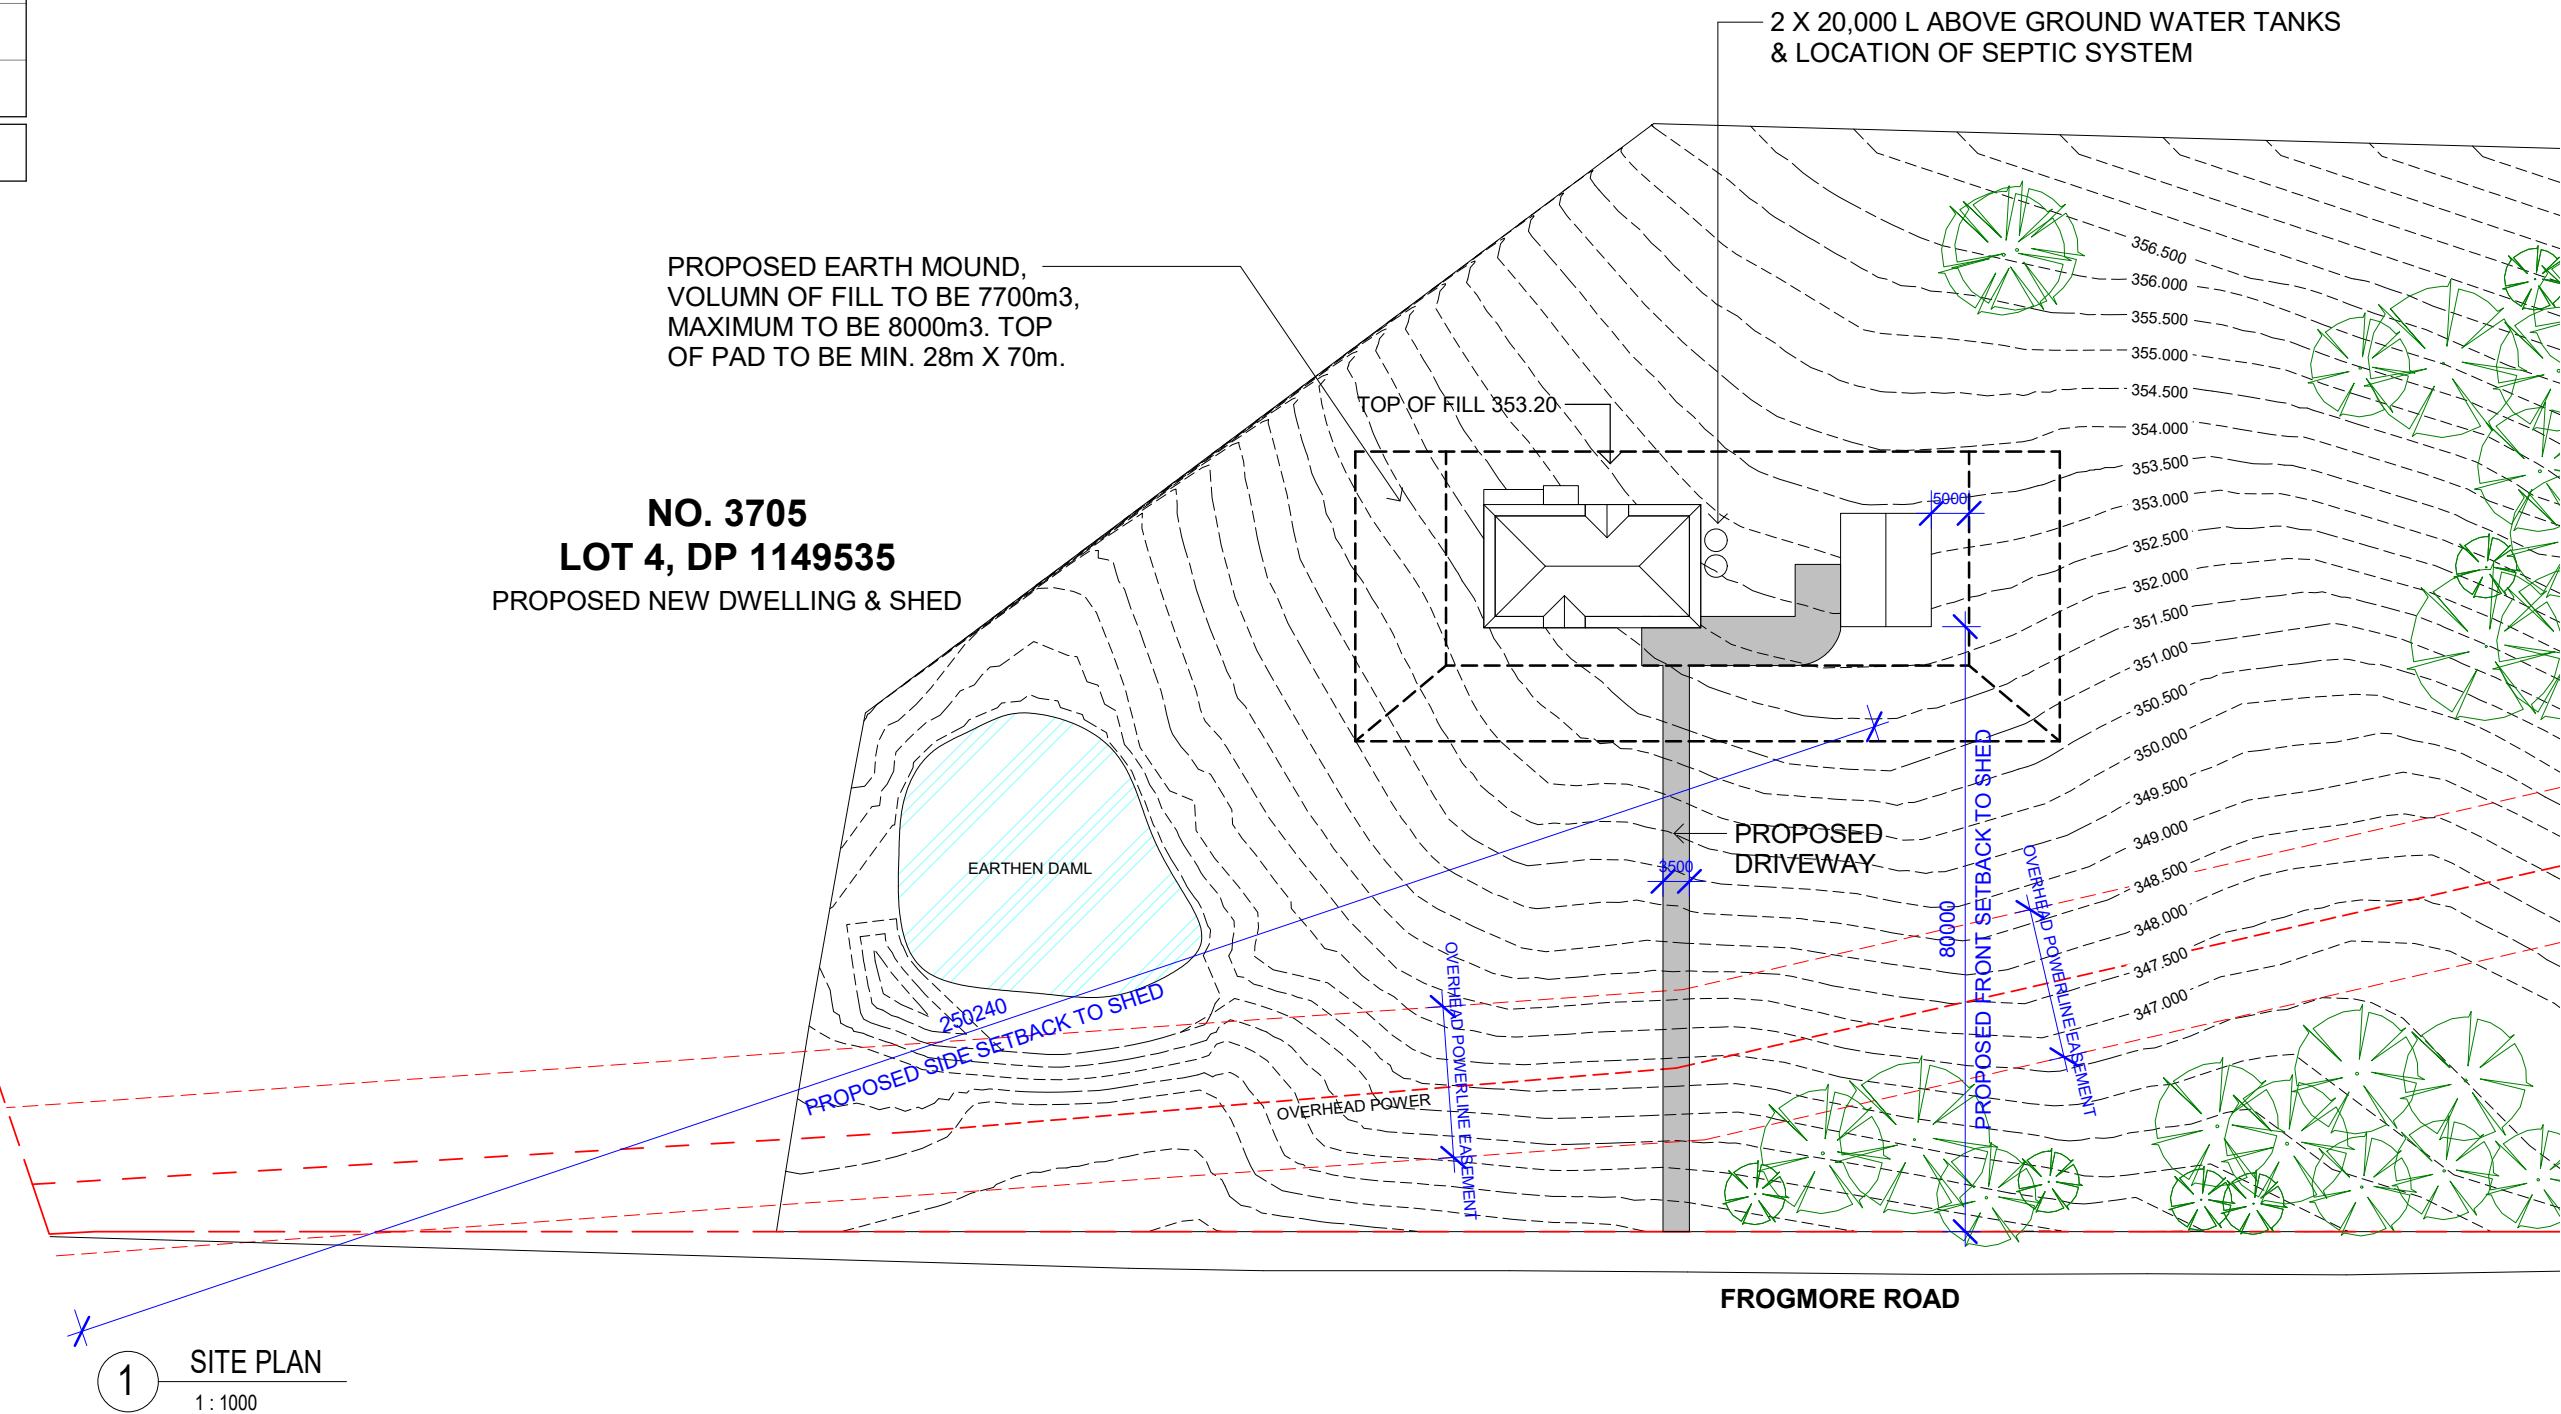 2 X 20,000 L ABOVE GROUND WATER TANKS
& LOCATION OF SEPTIC SYSTEM
PROPOSED EARTH MOUND,
VOLUMN OF FILL TO BE 7700m3,
MAXIMUM TO BE 8000m3. TOP
OF PAD TO BE MIN. 28m X 70m.
TOP OF FILL 353.20
NO. 3705
LOT 4, DP 1149535
PROPOSED NEW DWELLING & SHED
5000
356.500
356.000
355.500
355.000
354.500
354.000
353.500
353.000
352.500
352.000
351.500
351.000
350.500
350.000
349.500
349.000
348.500
348.000
347.500
347.000
EARTHEN DAML
PROPOSED
DRIVEWAY
3500
80000
PROPOSED FRONT SETBACK TO SHED
OVERHEAD POWERLINE EASEMENT
OVERHEAD POWERLINE EASEMENT
250240
PROPOSED SIDE SETBACK TO SHED
OVERHEAD POWER
FROGMORE ROAD
1
SITE PLAN
1 : 1000